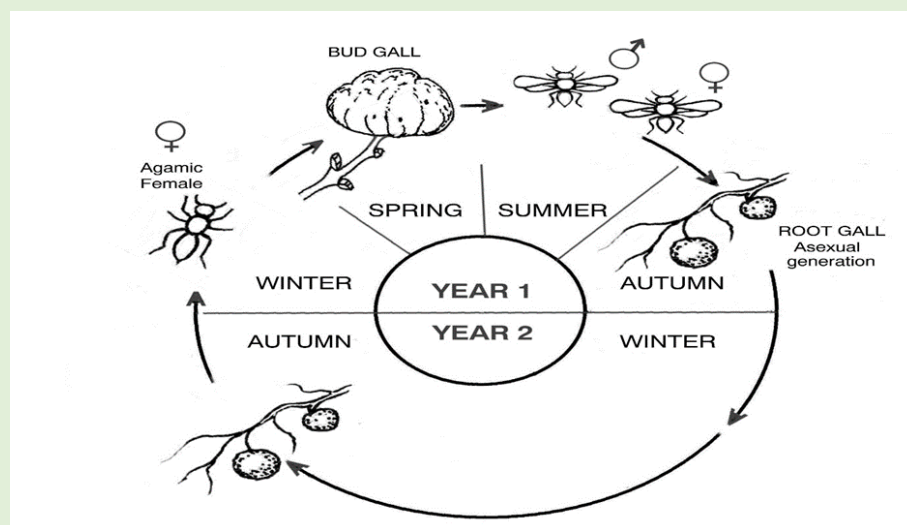 BUD GALL
Agamic
Female
SPRING
SUMMER
ROOT GALL
Asexual
generation
WINTER
YEAR 1
AUTUMN
AUTUMN
YEAR 2
WINTER